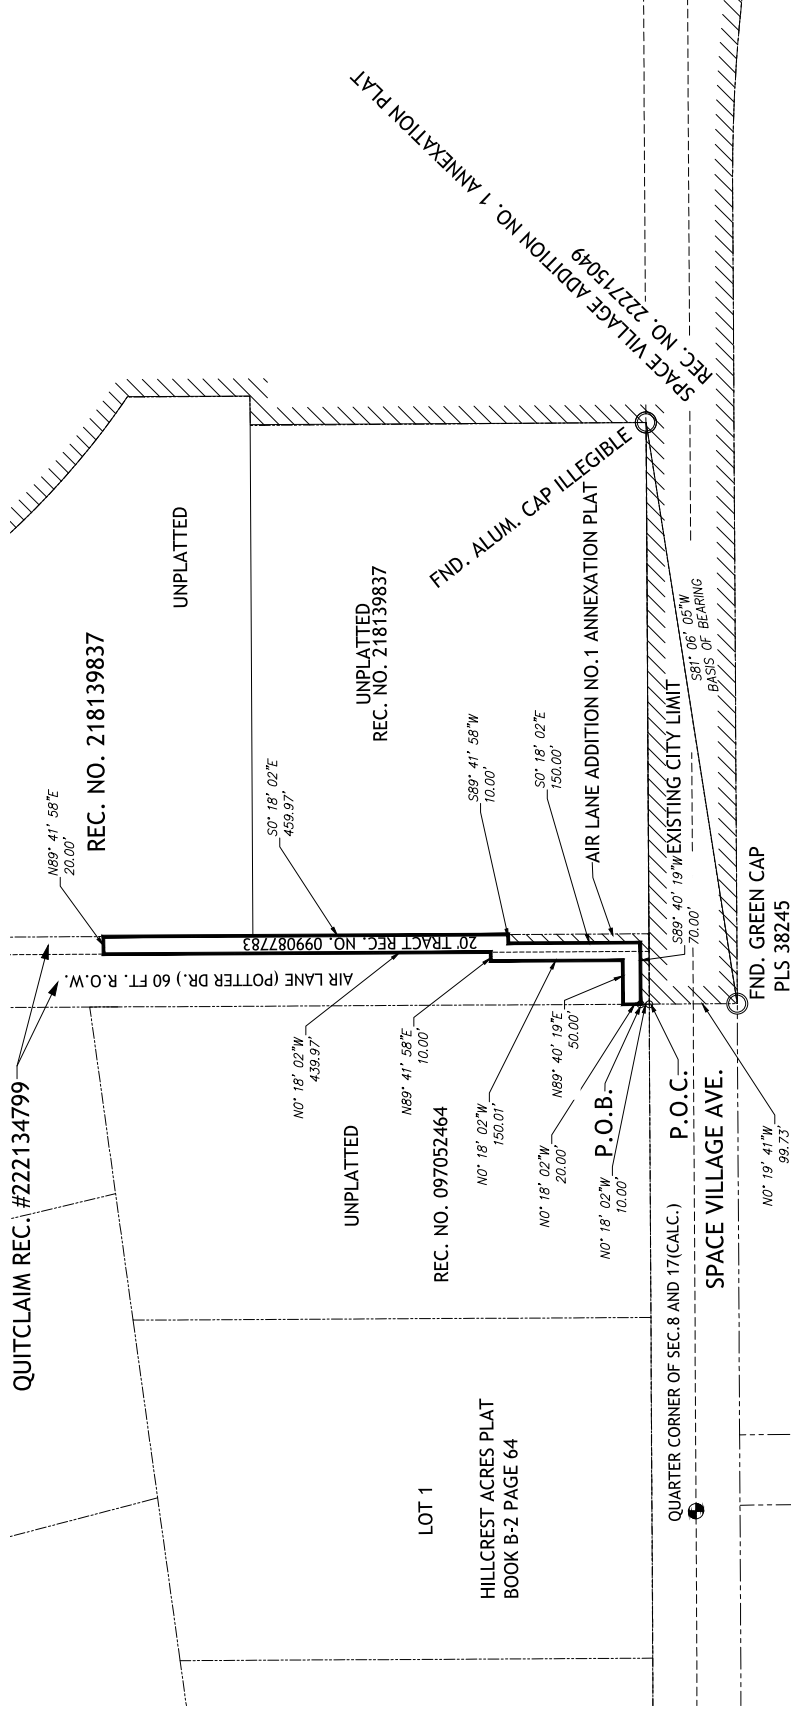 SPACE VILLAGE ADDITION NO. 1 ANNEXATION PLAT
REC. NO. 222715049
UNPLATTED
REC. NO. 218139837
FND. ALUM. CAP ILLEGIBLE
UNPLATTED
REC. NO. 218139837
AIR LANE ADDITION NO.1 ANNEXATION PLAT
S81° 06' 05"W
BASIS OF BEARING
EXISTING CITY LIMIT
N89° 41' 58"E
20.00'
S0° 18' 02"E
459.97'
S89° 41' 58"W
10.00'
S0° 18' 02"E
150.00'
S89° 40' 19"W
70.00'
FND. GREEN CAP
PLS 38245
20' TRACT REC. NO. 099087783
AIR LANE (POTTER DR.) 60 FT. R.O.W.
QUITCLAIM REC. #222134799
N0° 18' 02"W
439.97'
N89° 41' 58"E
10.00'
N0° 18' 02"W
150.01'
N89° 40' 19"E
50.00'
N0° 18' 02"W
20.00'
P.O.B.
N0° 18' 02"W
10.00'
P.O.C.
SPACE VILLAGE AVE.
N0° 19' 41"W
99.73'
UNPLATTED
REC. NO. 097052464
QUARTER CORNER OF SEC.8 AND 17(CALC.)
LOT 1
HILLCREST ACRES PLAT
BOOK B-2 PAGE 64